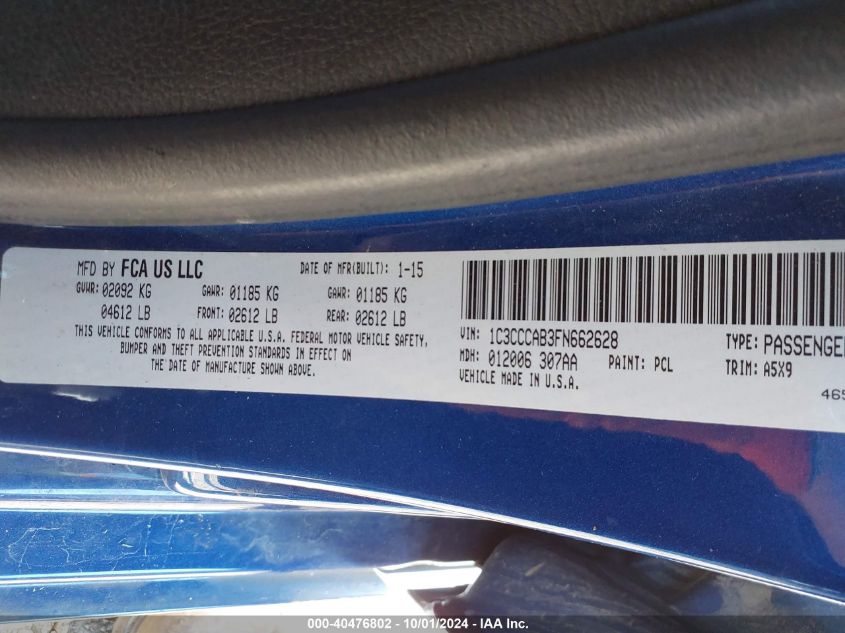 MFD BY FCA US LLC DATE OF MFR(BUILT): 1-15
GVWR: 02092 KG GAWR: 01185 KG GAWR: 01185 KG
04612 LB FRONT: 02612 LB REAR: 02612 LB
THIS VEHICLE CONFORMS TO ALL APPLICABLE U.S.A. FEDERAL MOTOR VEHICLE SAFETY,
BUMPER AND THEFT PREVENTION STANDARDS IN EFFECT ON
THE DATE OF MANUFACTURE SHOWN ABOVE.
VIN: 1C3CCCAB3FN662628 TYPE: PASSENGE
MDH: 012006 307AA PAINT: PCL TRIM: A5X9
VEHICLE MADE IN U.S.A.
465
000-40476802 - 10/01/2024 - IAA Inc.